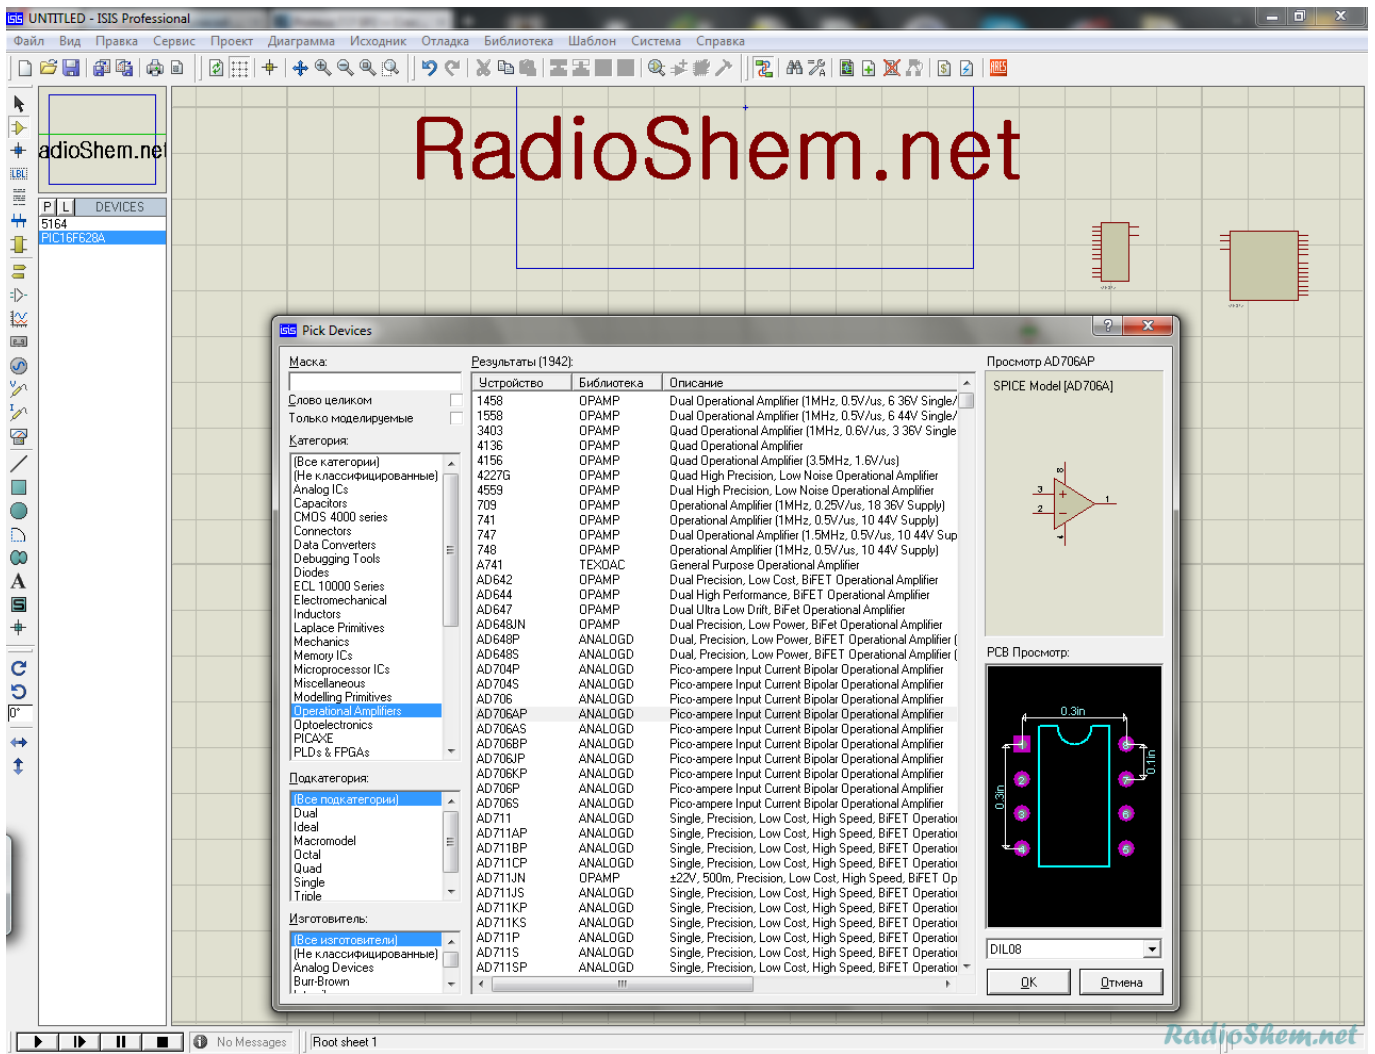 UNTITLED - ISIS Professional
Файл Вид Правка Сервис Проект Диаграмма Исходник Отладка Библиотека Шаблон Система Справка
RadioShem.net
adioShem.net
P L DEVICES
5164
PIC16F628A
LBL
A
S
0°
ARES
Pick Devices
Маска:
Слово целиком
Только моделируемые
Категория:
(Все категории)
(Не классифицированные)
Analog ICs
Capacitors
CMOS 4000 series
Connectors
Data Converters
Debugging Tools
Diodes
ECL 10000 Series
Electromechanical
Inductors
Laplace Primitives
Mechanics
Memory ICs
Microprocessor ICs
Miscellaneous
Modelling Primitives
Operational Amplifiers
Optoelectronics
PICAXE
PLDs & FPGAs
Подкатегория:
(Все подкатегории)
Dual
Ideal
Macromodel
Octal
Quad
Single
Triple
Изготовитель:
(Все изготовители)
(Не классифицированные)
Analog Devices
Burr-Brown
Результаты (1942):
Устройство Библиотека Описание
1458 OPAMP Dual Operational Amplifier (1MHz, 0.5V/us, 6 36V Single/
1558 OPAMP Dual Operational Amplifier (1MHz, 0.5V/us, 6 44V Single/
3403 OPAMP Quad Operational Amplifier (1MHz, 0.6V/us, 3 36V Single
4136 OPAMP Quad Operational Amplifier
4156 OPAMP Quad Operational Amplifier (3.5MHz, 1.6V/us)
4227G OPAMP Quad High Precision, Low Noise Operational Amplifier
4559 OPAMP Dual High Precision, Low Noise Operational Amplifier
709 OPAMP Operational Amplifier (1MHz, 0.25V/us, 18 36V Supply)
741 OPAMP Operational Amplifier (1MHz, 0.5V/us, 10 44V Supply)
747 OPAMP Dual Operational Amplifier (1.5MHz, 0.5V/us, 10 44V Sup
748 OPAMP Operational Amplifier (1MHz, 0.5V/us, 10 44V Supply)
A741 TEXOAC General Purpose Operational Amplifier
AD642 OPAMP Dual Precision, Low Cost, BiFET Operational Amplifier
AD644 OPAMP Dual High Performance, BiFET Operational Amplifier
AD647 OPAMP Dual Ultra Low Drift, BiFet Operational Amplifier
AD648JN OPAMP Dual Precision, Low Power, BiFet Operational Amplifier
AD648P ANALOGD Dual, Precision, Low Power, BiFET Operational Amplifier (
AD648S ANALOGD Dual, Precision, Low Power, BiFET Operational Amplifier (
AD704P ANALOGD Pico-ampere Input Current Bipolar Operational Amplifier
AD704S ANALOGD Pico-ampere Input Current Bipolar Operational Amplifier
AD706 ANALOGD Pico-ampere Input Current Bipolar Operational Amplifier
AD706AP ANALOGD Pico-ampere Input Current Bipolar Operational Amplifier
AD706AS ANALOGD Pico-ampere Input Current Bipolar Operational Amplifier
AD706BP ANALOGD Pico-ampere Input Current Bipolar Operational Amplifier
AD706JP ANALOGD Pico-ampere Input Current Bipolar Operational Amplifier
AD706KP ANALOGD Pico-ampere Input Current Bipolar Operational Amplifier
AD706P ANALOGD Pico-ampere Input Current Bipolar Operational Amplifier
AD706S ANALOGD Pico-ampere Input Current Bipolar Operational Amplifier
AD711 ANALOGD Single, Precision, Low Cost, High Speed, BiFET Operatio
AD711AP ANALOGD Single, Precision, Low Cost, High Speed, BiFET Operatio
AD711BP ANALOGD Single, Precision, Low Cost, High Speed, BiFET Operatio
AD711CP ANALOGD Single, Precision, Low Cost, High Speed, BiFET Operatio
AD711JN OPAMP ±22V, 500m, Precision, Low Cost, High Speed, BiFET Op
AD711JS ANALOGD Single, Precision, Low Cost, High Speed, BiFET Operatio
AD711KP ANALOGD Single, Precision, Low Cost, High Speed, BiFET Operatio
AD711KS ANALOGD Single, Precision, Low Cost, High Speed, BiFET Operatio
AD711P ANALOGD Single, Precision, Low Cost, High Speed, BiFET Operatio
AD711S ANALOGD Single, Precision, Low Cost, High Speed, BiFET Operatio
AD711SP ANALOGD Single, Precision, Low Cost, High Speed, BiFET Operatio
Просмотр AD706AP
SPICE Model [AD706A]
8
3
1
2
4
PCB Просмотр:
0.3in
1 8
0.1in
2 7
0.3in
3 6
4 5
DIL08
OK Отмена
No Messages Root sheet 1
RadioShem.net